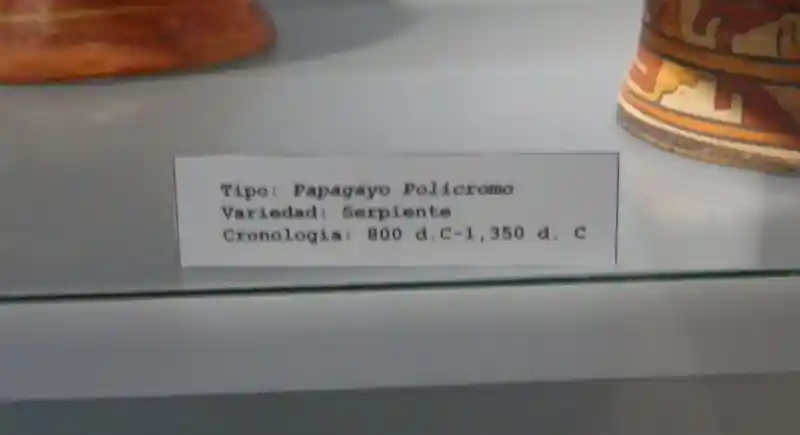 Tipo: Papagayo Policromo
Variedad: Serpiente
Cronologia: 800 d.C-1,350 d. C